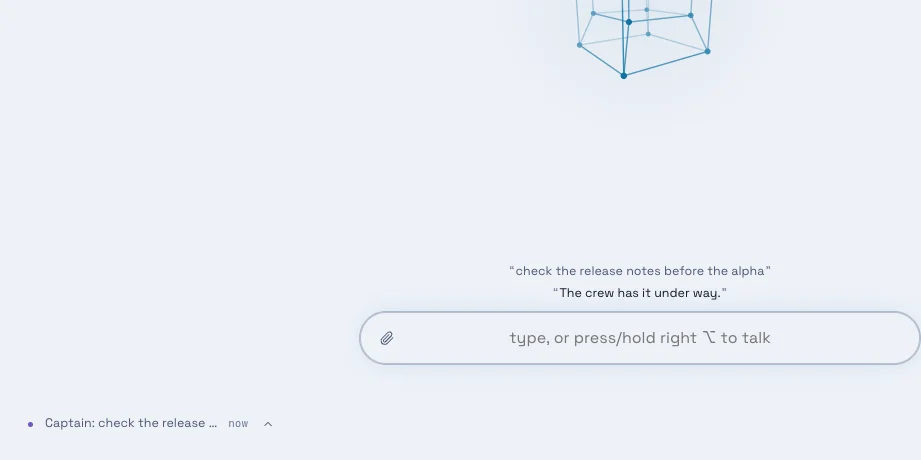 “check the release notes before the alpha”
“The crew has it under way.”
type, or press/hold right ⌥ to talk
Captain: check the release … now